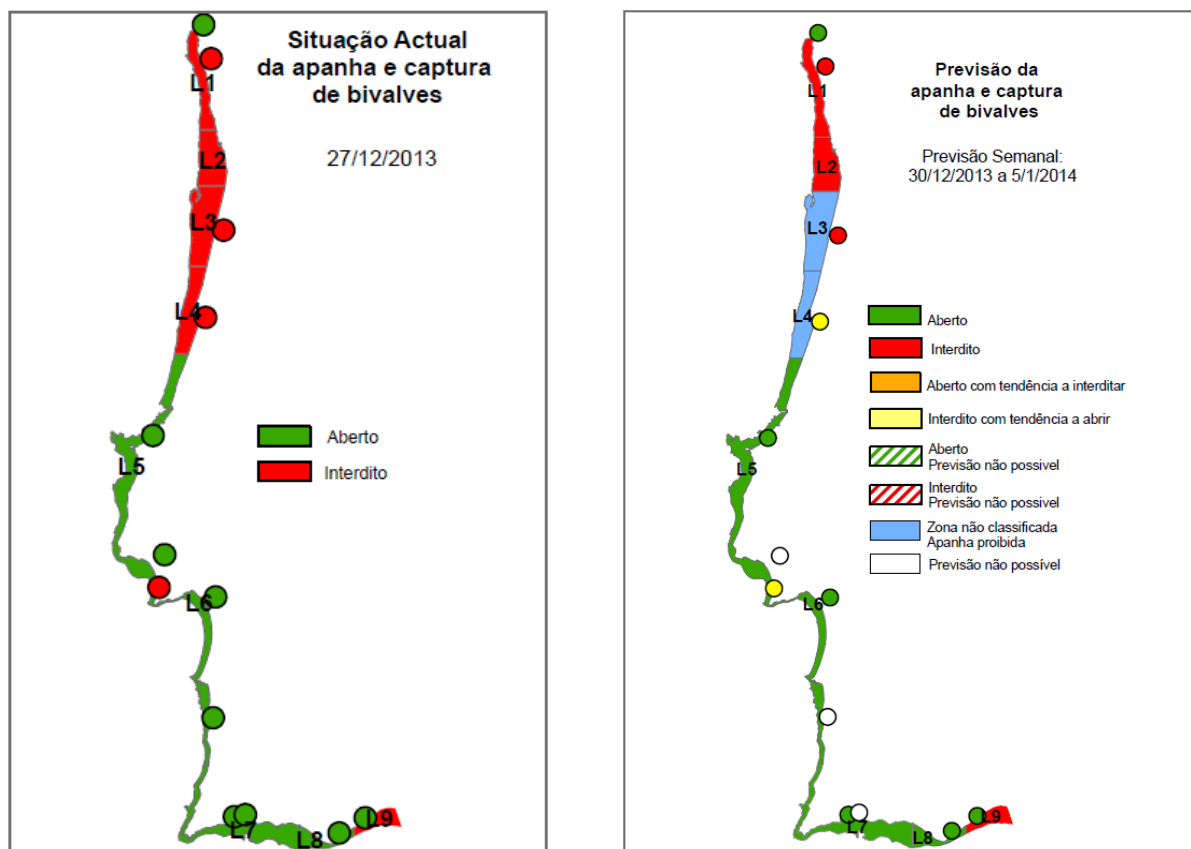 Situação Actual
da apanha e captura
de bivalves
27/12/2013
L1
L2
L3
L4
L5
L6
L7
L8
L9
Aberto
Interdito
Previsão da
apanha e captura
de bivalves
Previsão Semanal:
30/12/2013 a 5/1/2014
L1
L2
L3
L4
L5
L6
L7
L8
L9
Aberto
Interdito
Aberto com tendência a interditar
Interdito com tendência a abrir
Aberto
Previsão não possivel
Interdito
Previsão não possivel
Zona não classificada
Apanha proibida
Previsão não possível